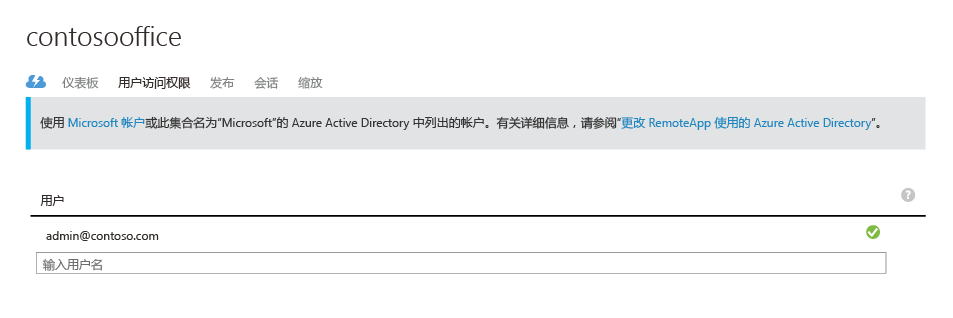 contosooffice
仪表板 用户访问权限 发布 会话 缩放
使用 Microsoft 帐户或此集合名为“Microsoft”的 Azure Active Directory 中列出的帐户。有关详细信息，请参阅“更改 RemoteApp 使用的 Azure Active Directory”。
用户 ?
admin@contoso.com
输入用户名